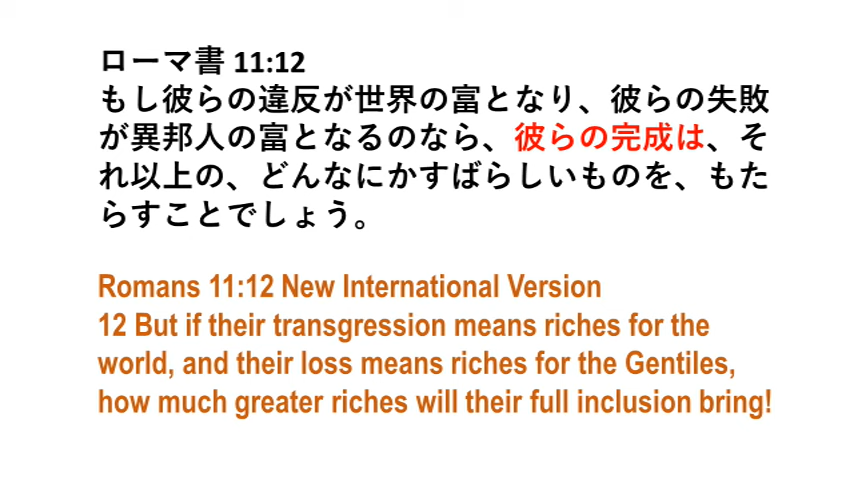 ローマ書 11:12
もし彼らの違反が世界の富となり、彼らの失敗
が異邦人の富となるのなら、彼らの完成は、そ
れ以上の、どんなにかすばらしいものを、もた
らすことでしょう。
Romans 11:12 New International Version
12 But if their transgression means riches for the
world, and their loss means riches for the Gentiles,
how much greater riches will their full inclusion bring!